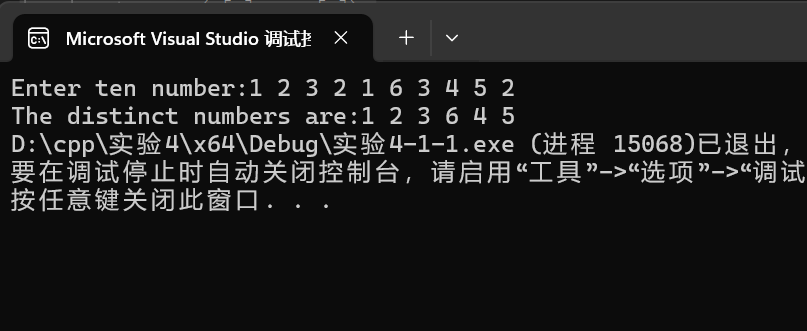 Microsoft Visual Studio 调试
Enter ten number:1 2 3 2 1 6 3 4 5 2
The distinct numbers are:1 2 3 6 4 5
D:\cpp\实验4\x64\Debug\实验4-1-1.exe (进程 15068)已退出,
要在调试停止时自动关闭控制台, 请启用“工具”->“选项”->“调试
按任意键关闭此窗口. . .